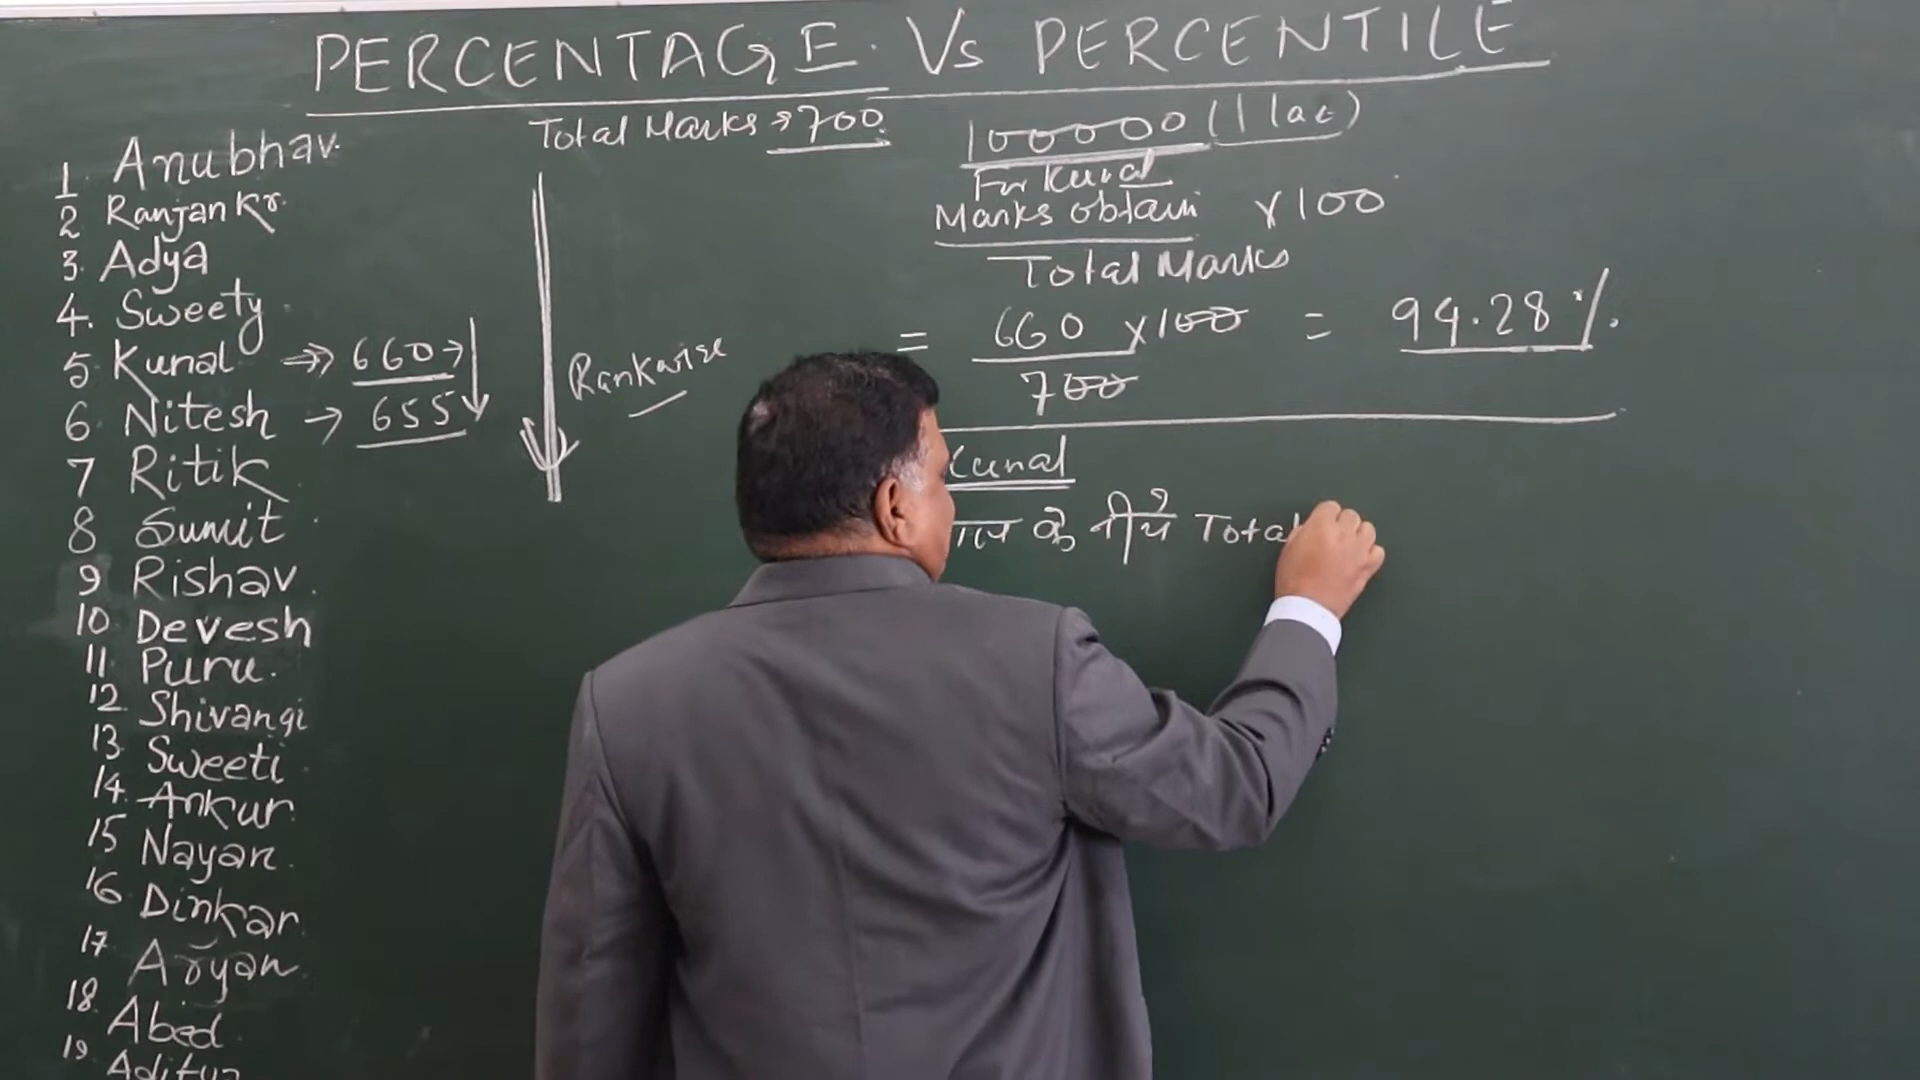 PERCENTAGE Vs PERCENTILE
Total Marks → 700
100000 (1 lac)
1. Anubhav
2 Ranjan Kr.
3. Adya
4. Sweety
5. Kunal → 660 →
6. Nitesh → 655
7 Ritik
8 Sumit
9 Rishav
10. Devesh
11. Puru
12. Shivangi
13. Sweeti
14. Ankur
15 Nayan
16 Dinkar
17 Aryan
18. Abed
19 Aditya
Rankwise
For Kunal
Marks obtain × 100
Total Marks
= 660 × 100 = 94.28%
700
Kunal
के नीचे Total